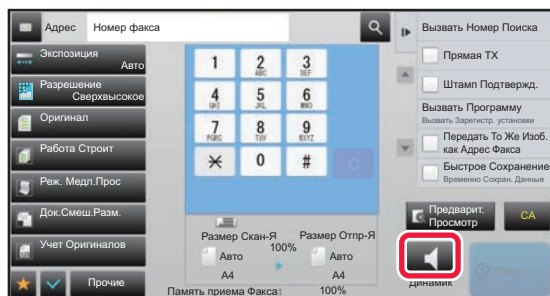 Адрес
Номер факса
Вызвать Номер Поиска
Экспозиция
Авто
Прямая TX
Разрешение
Сверхвысокое
Штамп Подтвержд.
Оригинал
Вызвать Программу
Вызвать Зарегистр. установки
Работа Строит
Передать То Же Изоб.
как Адрес Факса
Реж. Медл.Прос
Быстрое Сохранение
Временно Сохран. Данные
Док.Смеш.Разм.
Предварит.
Просмотр
CA
Учет Оригиналов
Прочие
1
2 ABC
3 DEF
4 GHI
5 JKL
6 MNO
7 PQRS
8 TUV
9 WXYZ
0
#
C
Размер Скан-Я
100%
Размер Отпр-Я
Авто
Авто
A4
A4
Память приема Факса:
100%
Динамик
Старт